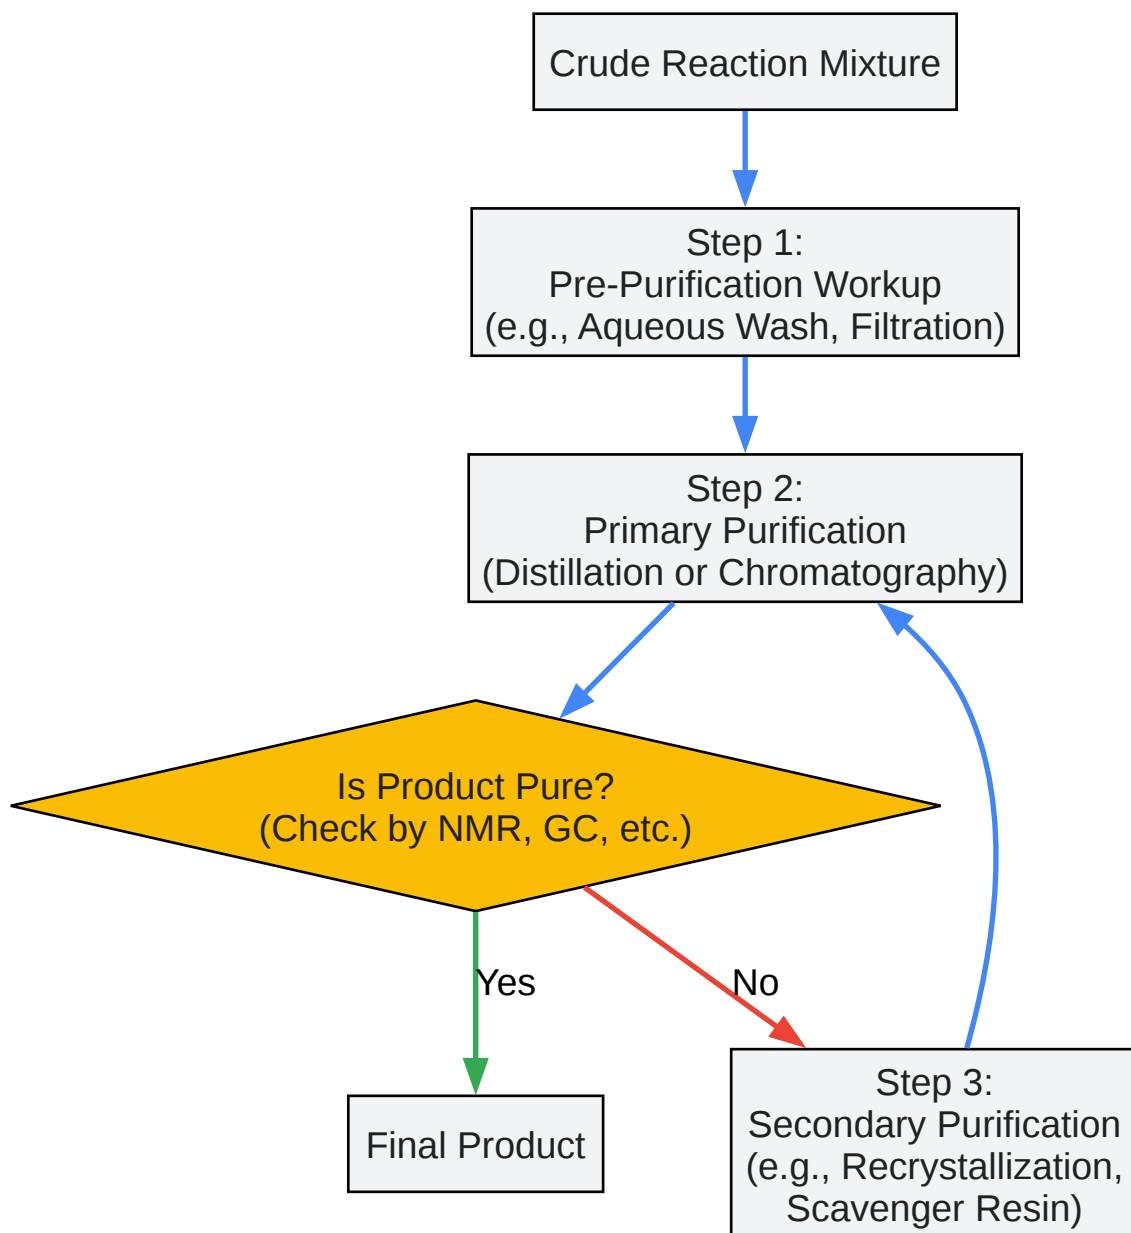 Crude Reaction Mixture
Step 1:
Pre-Purification Workup
(e.g., Aqueous Wash, Filtration)
Step 2:
Primary Purification
(Distillation or Chromatography)
Is Product Pure?
(Check by NMR, GC, etc.)
Yes
No
Final Product
Step 3:
Secondary Purification
(e.g., Recrystallization,
Scavenger Resin)